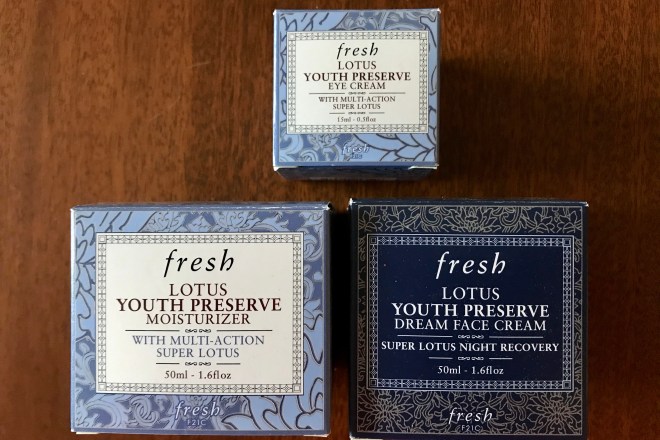 fresh
LOTUS
YOUTH PRESERVE
EYE CREAM
WITH MULTI-ACTION
SUPER LOTUS
15ml - 0.5floz
fresh
fresh
LOTUS
YOUTH PRESERVE
MOISTURIZER
WITH MULTI-ACTION
SUPER LOTUS
50ml - 1.6floz
fresh
F21C
fresh
LOTUS
YOUTH PRESERVE
DREAM FACE CREAM
SUPER LOTUS NIGHT RECOVERY
50ml - 1.6floz
fresh
F21C